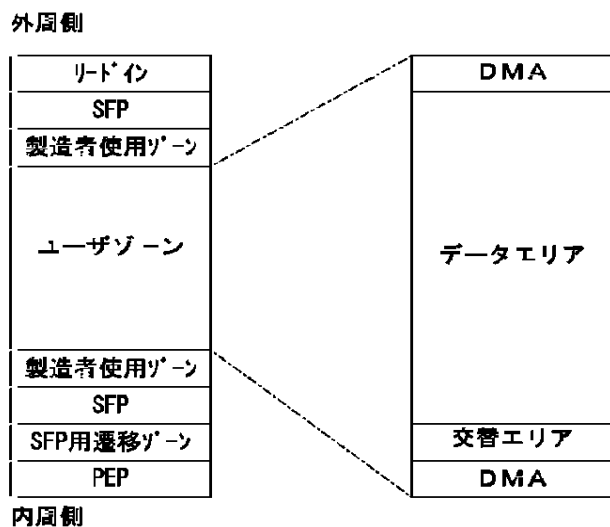 外周側
リードイン
SFP
製造者使用ゾーン
ユーザゾーン
製造者使用ゾーン
SFP
SFP用遷移ゾーン
PEP
内周側
DMA
データエリア
交替エリア
DMA